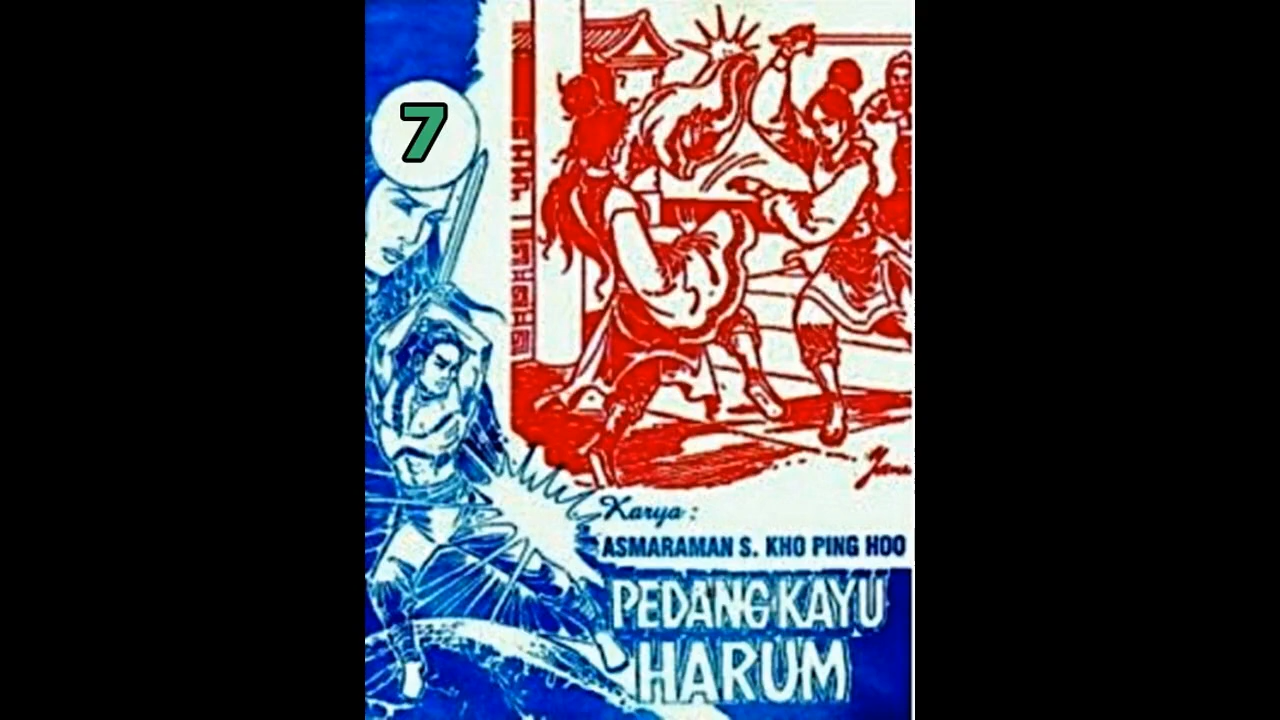 7
Karya :
ASMARAMAN S. KHO PING HOO
PEDANG KAYU
HARUM